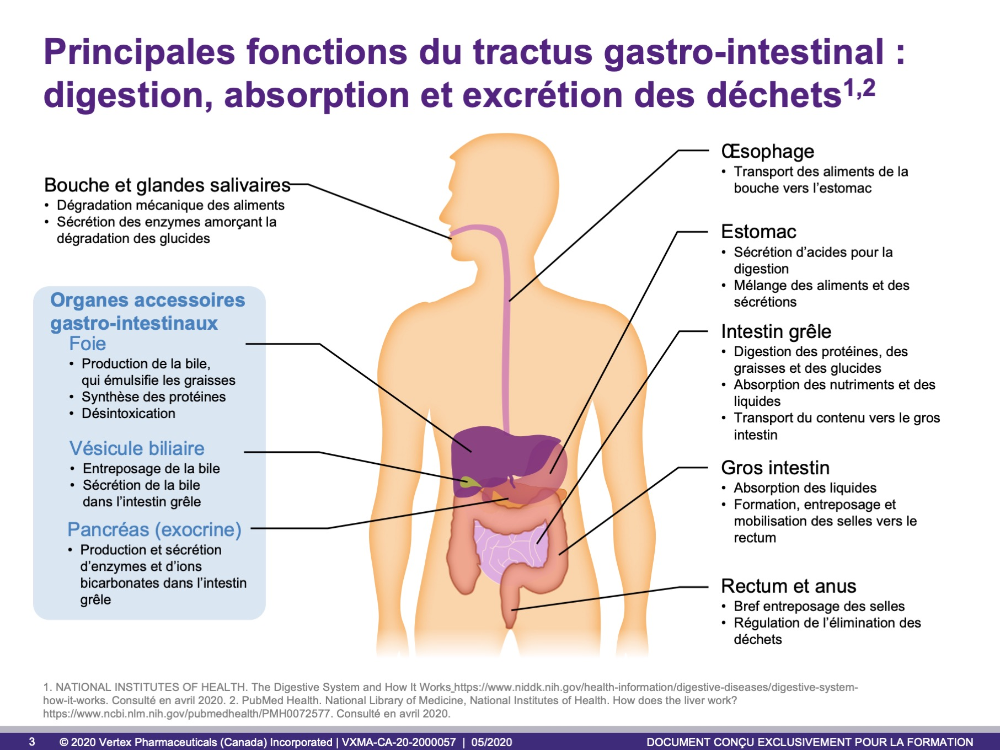 Principales fonctions du tractus gastro-intestinal :
digestion, absorption et excrétion des déchets1,2
Bouche et glandes salivaires
• Dégradation mécanique des aliments
• Sécrétion des enzymes amorçant la
dégradation des glucides
Organes accessoires
gastro-intestinaux
Foie
• Production de la bile,
qui émulsifie les graisses
• Synthèse des protéines
• Désintoxication
Vésicule biliaire
• Entreposage de la bile
• Sécrétion de la bile
dans l’intestin grêle
Pancréas (exocrine)
• Production et sécrétion
d’enzymes et d’ions
bicarbonates dans l’intestin
grêle
Œsophage
• Transport des aliments de la
bouche vers l’estomac
Estomac
• Sécrétion d’acides pour la
digestion
• Mélange des aliments et des
sécrétions
Intestin grêle
• Digestion des protéines, des
graisses et des glucides
• Absorption des nutriments et des
liquides
• Transport du contenu vers le gros
intestin
Gros intestin
• Absorption des liquides
• Formation, entreposage et
mobilisation des selles vers le
rectum
Rectum et anus
• Bref entreposage des selles
• Régulation de l’élimination des
déchets
1. NATIONAL INSTITUTES OF HEALTH. The Digestive System and How It Works https://www.niddk.nih.gov/health-information/digestive-diseases/digestive-system-
how-it-works. Consulté en avril 2020. 2. PubMed Health. National Library of Medicine, National Institutes of Health. How does the liver work?
https://www.ncbi.nlm.nih.gov/pubmedhealth/PMH0072577. Consulté en avril 2020.
3 © 2020 Vertex Pharmaceuticals (Canada) Incorporated | VXMA-CA-20-2000057 | 05/2020 DOCUMENT CONÇU EXCLUSIVEMENT POUR LA FORMATION